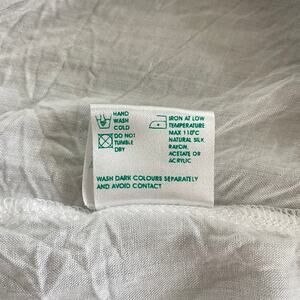 HAND
WASH
COLD
DO NOT
TUMBLE
DRY
IRON AT LOW
TEMPERATURE
MAX 110°C
NATURAL SILK,
RAYON,
ACETATE OR
ACRYLIC
WASH DARK COLOURS SEPARATELY
AND AVOID CONTACT